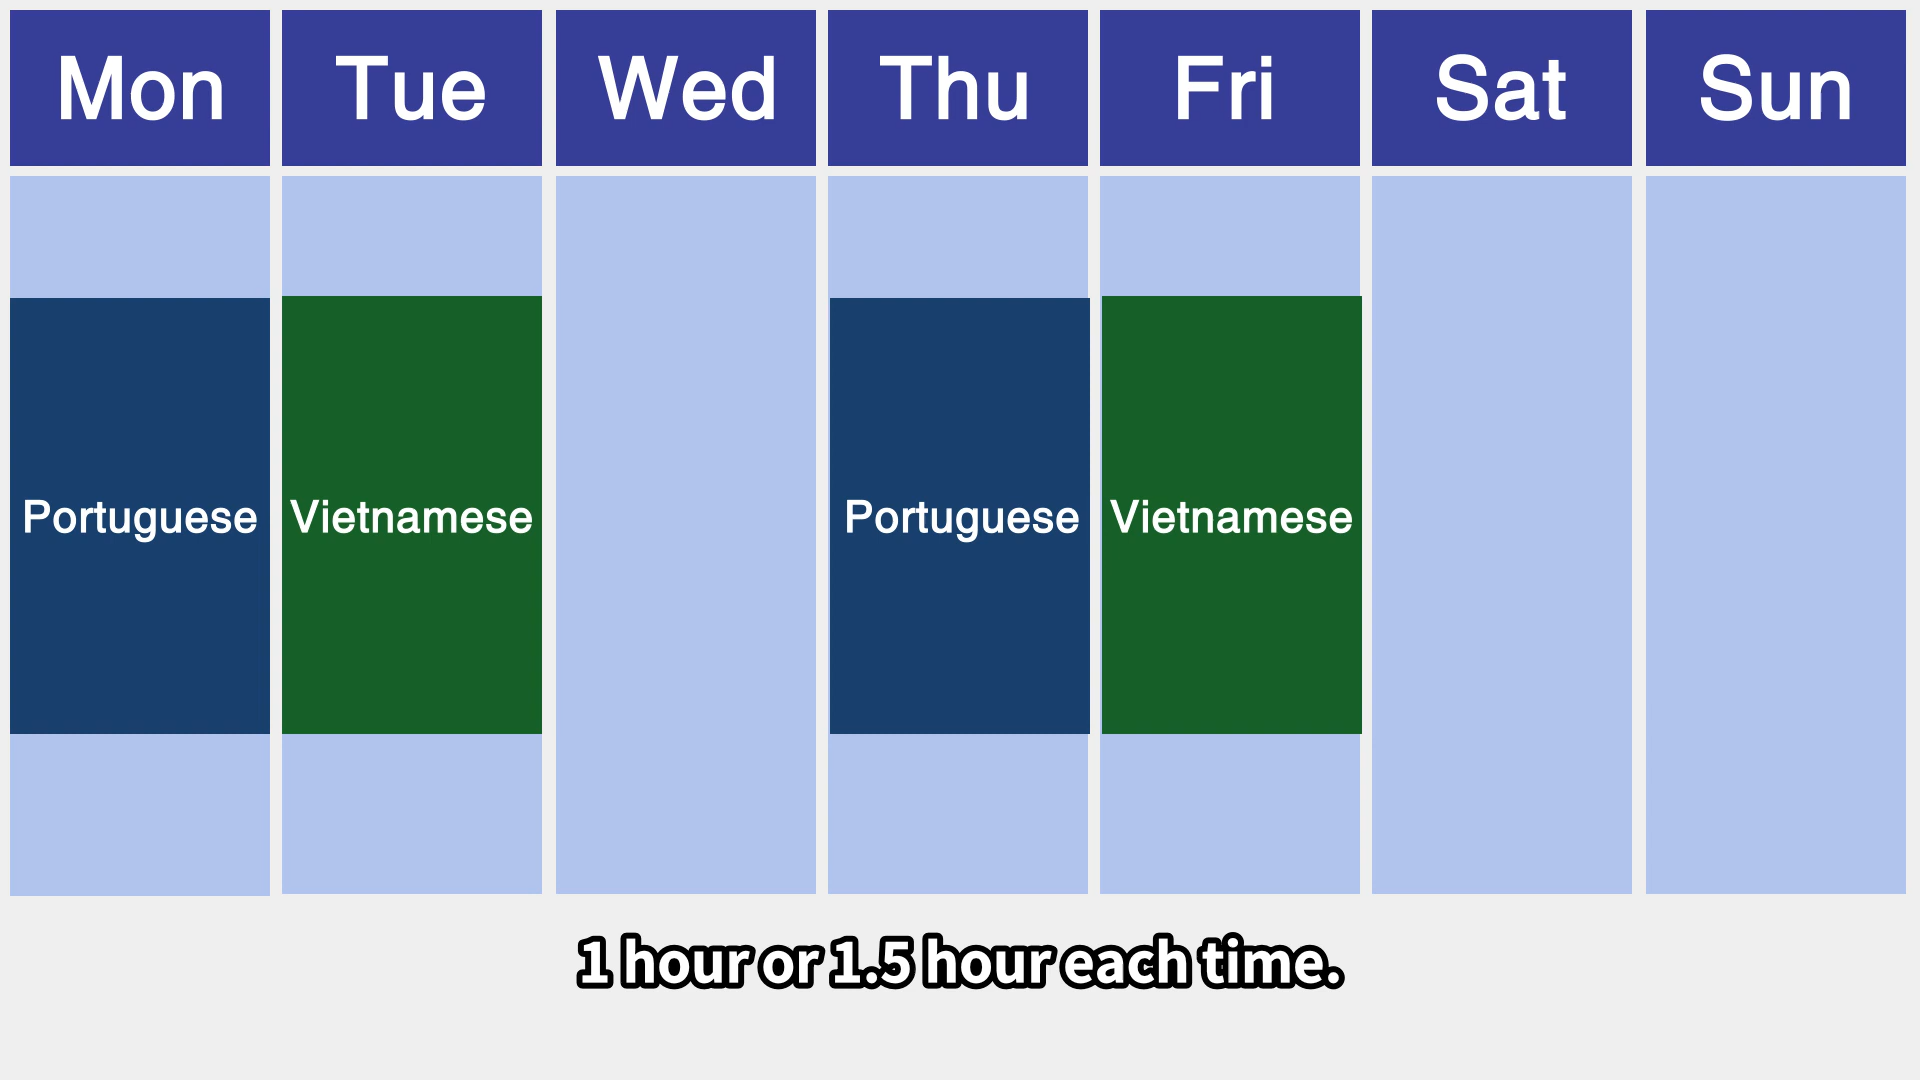 Mon Tue Wed Thu Fri Sat Sun
Portuguese Vietnamese Portuguese Vietnamese
1 hour or 1.5 hour each time.